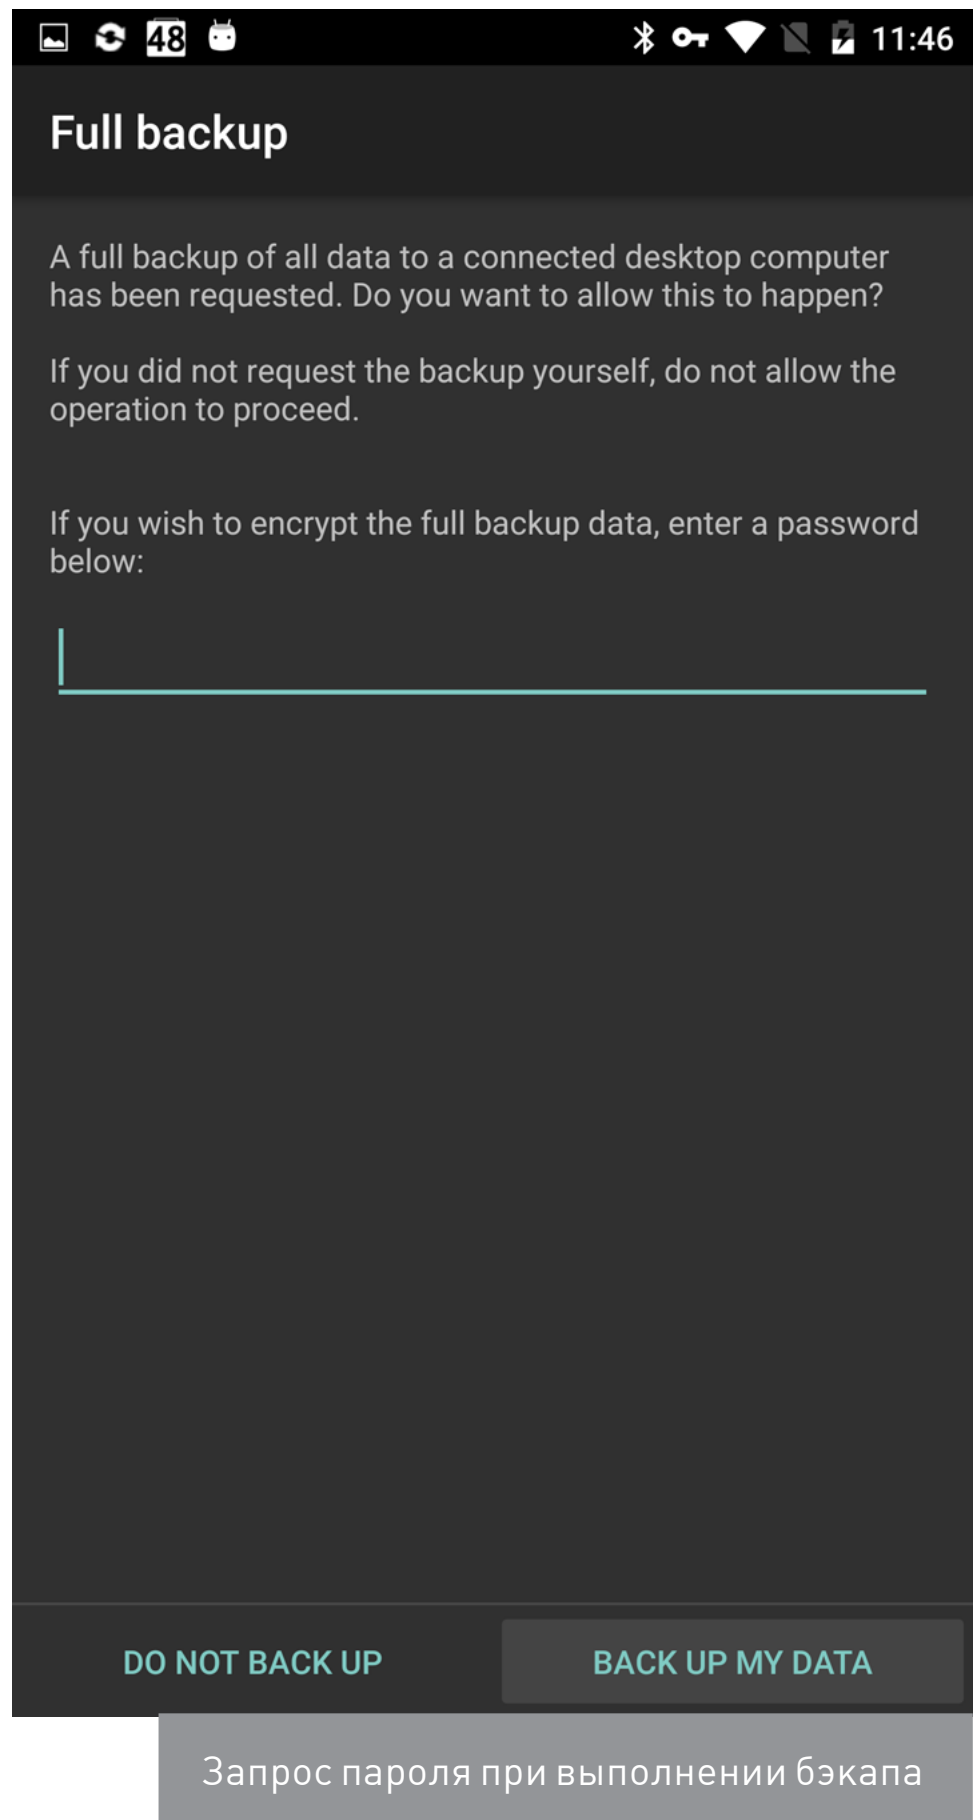 48
11:46
Full backup
A full backup of all data to a connected desktop computer
has been requested. Do you want to allow this to happen?
If you did not request the backup yourself, do not allow the
operation to proceed.
If you wish to encrypt the full backup data, enter a password
below:
DO NOT BACK UP
BACK UP MY DATA
Запрос пароля при выполнении бэкапа